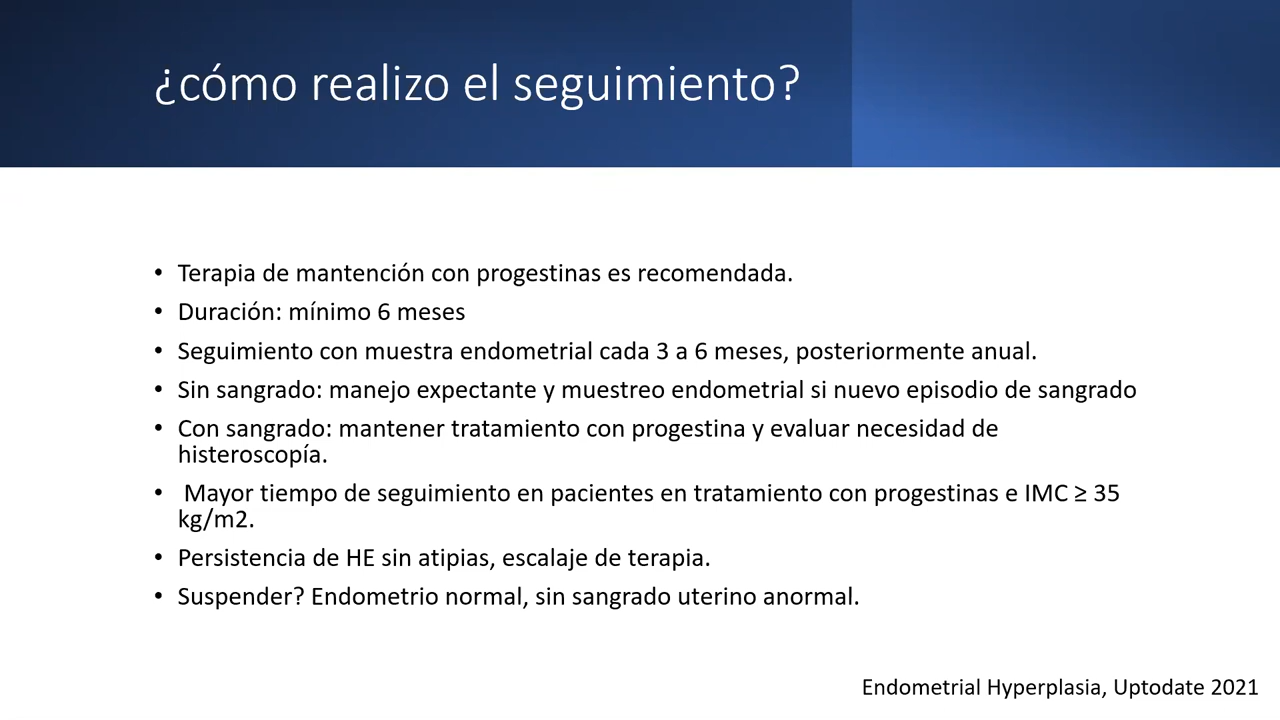 ¿cómo realizo el seguimiento?
• Terapia de mantención con progestinas es recomendada.
• Duración: mínimo 6 meses
• Seguimiento con muestra endometrial cada 3 a 6 meses, posteriormente anual.
• Sin sangrado: manejo expectante y muestreo endometrial si nuevo episodio de sangrado
• Con sangrado: mantener tratamiento con progestina y evaluar necesidad de
histeroscopía.
• Mayor tiempo de seguimiento en pacientes en tratamiento con progestinas e IMC ≥ 35
kg/m2.
• Persistencia de HE sin atipias, escalaje de terapia.
• Suspender? Endometrio normal, sin sangrado uterino anormal.
Endometrial Hyperplasia, Uptodate 2021